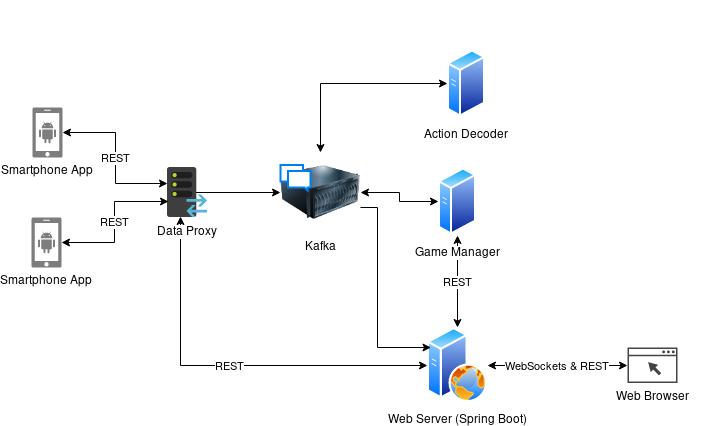 Action Decoder
REST
Smartphone App
REST
Smartphone App
Data Proxy
Kafka
Game Manager
REST
REST
WebSockets & REST
Web Browser
Web Server (Spring Boot)